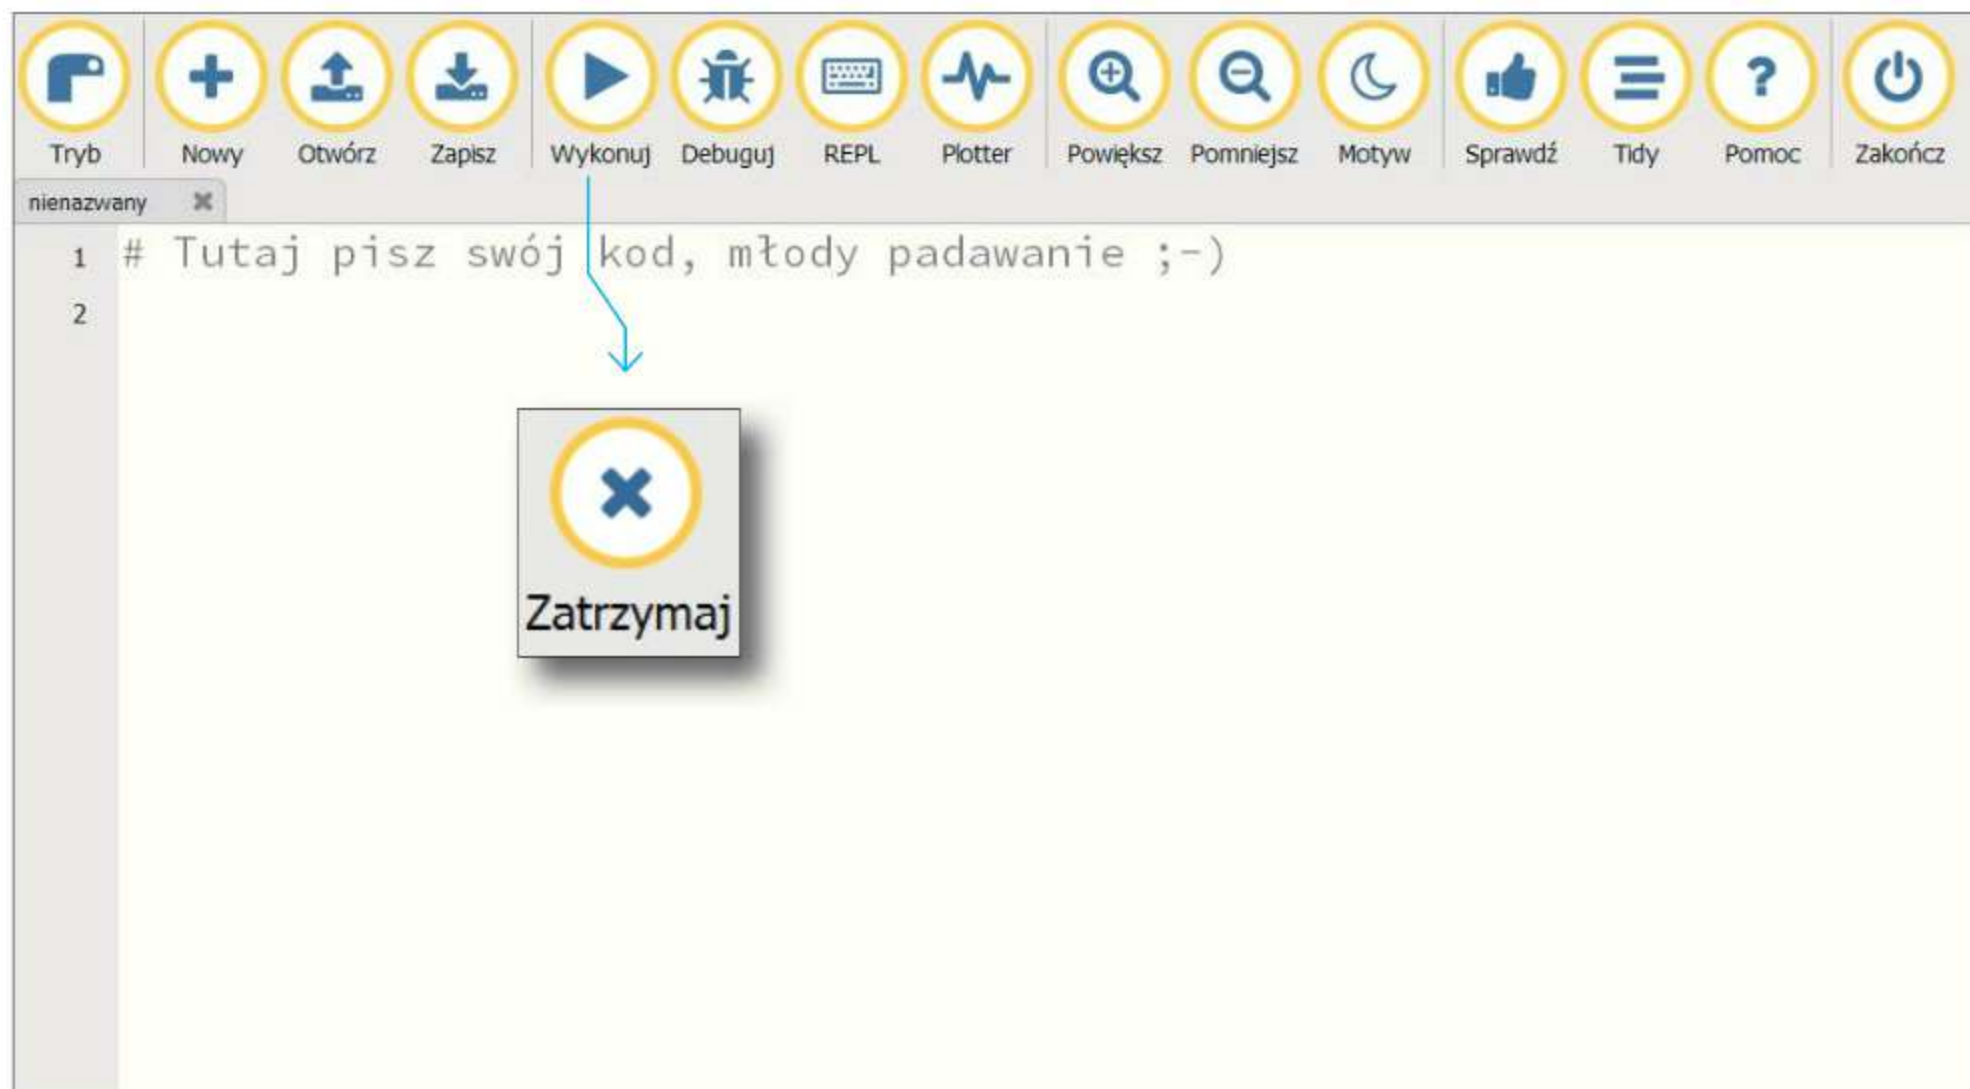 Tryb Nowy Otwórz Zapisz Wykonuj Debuguj REPL Plotter Powiększ Pomniejsz Motyw Sprawdź Tidy Pomoc Zakończ
nienazwany
1 # Tutaj pisz swój kod, młody padawanie ;-)
2
Zatrzymaj